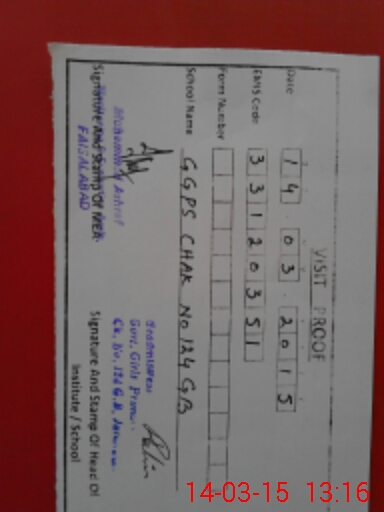 VISIT PROOF
Date 14 03 2015
EMIS Code 33120351
Form Number
School Name GGPS CHAK No 124 GB
Signature And Stamp Of MEA
FAISALABAD
Headmistress
Govt. Girls
Signature And Stamp Of Head Of
Institute / School
14-03-15 13:16